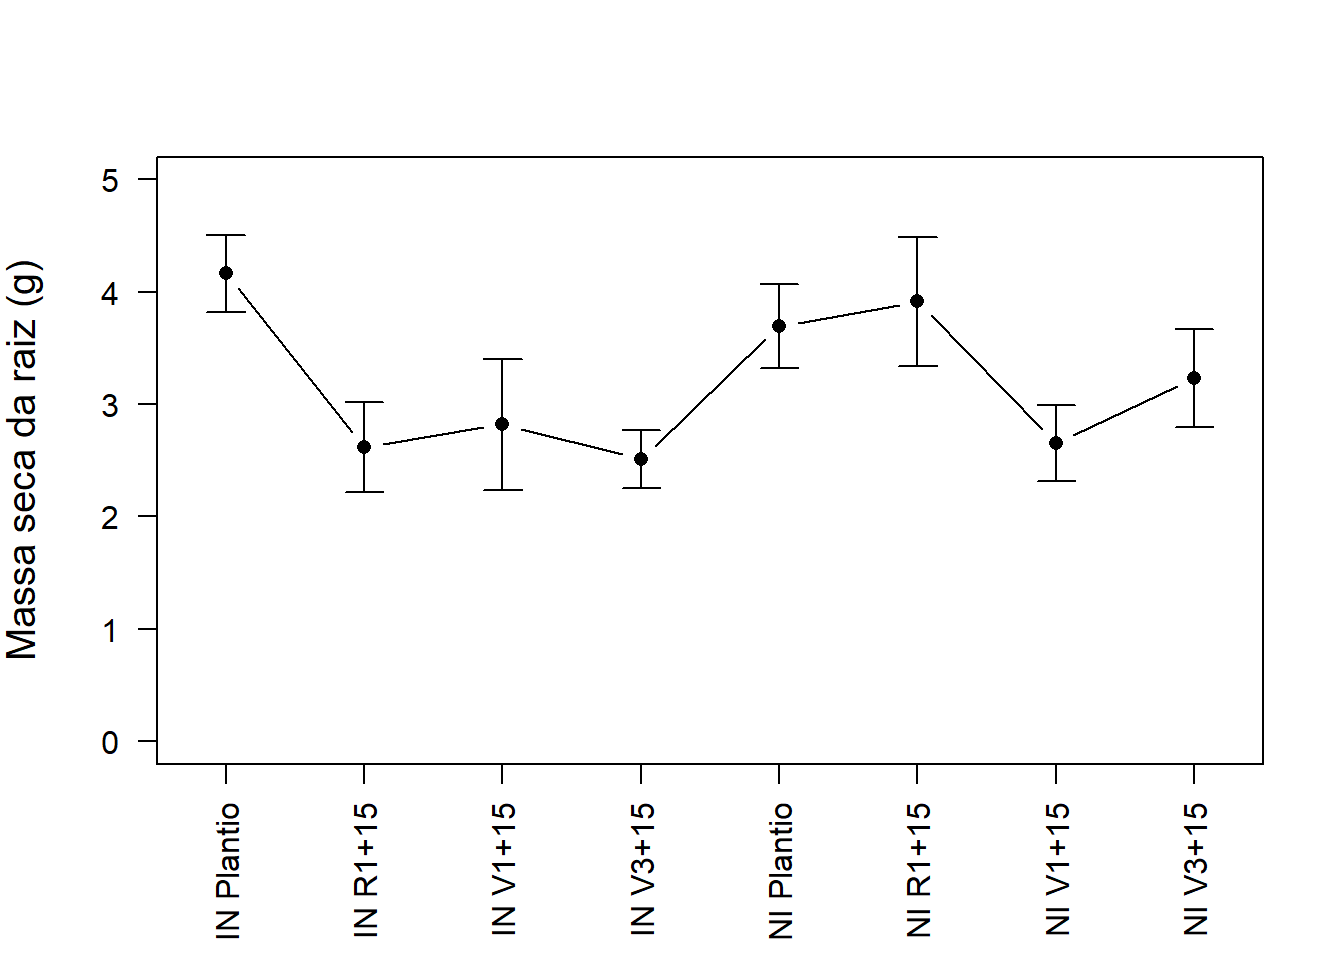 Massa seca da raiz (g)
5
4
3
2
1
0
IN Plantio
IN R1+15
IN V1+15
IN V3+15
NI Plantio
NI R1+15
NI V1+15
NI V3+15